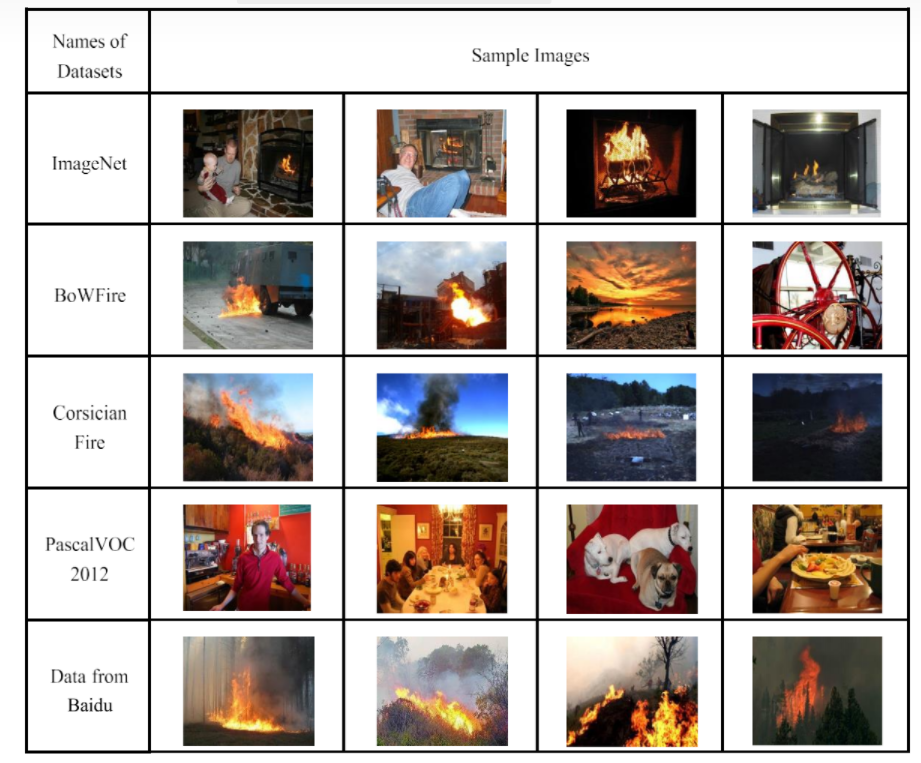 Names of
Datasets
Sample Images
ImageNet
BoWFire
Corsician
Fire
PascalVOC
2012
Data from
Baidu